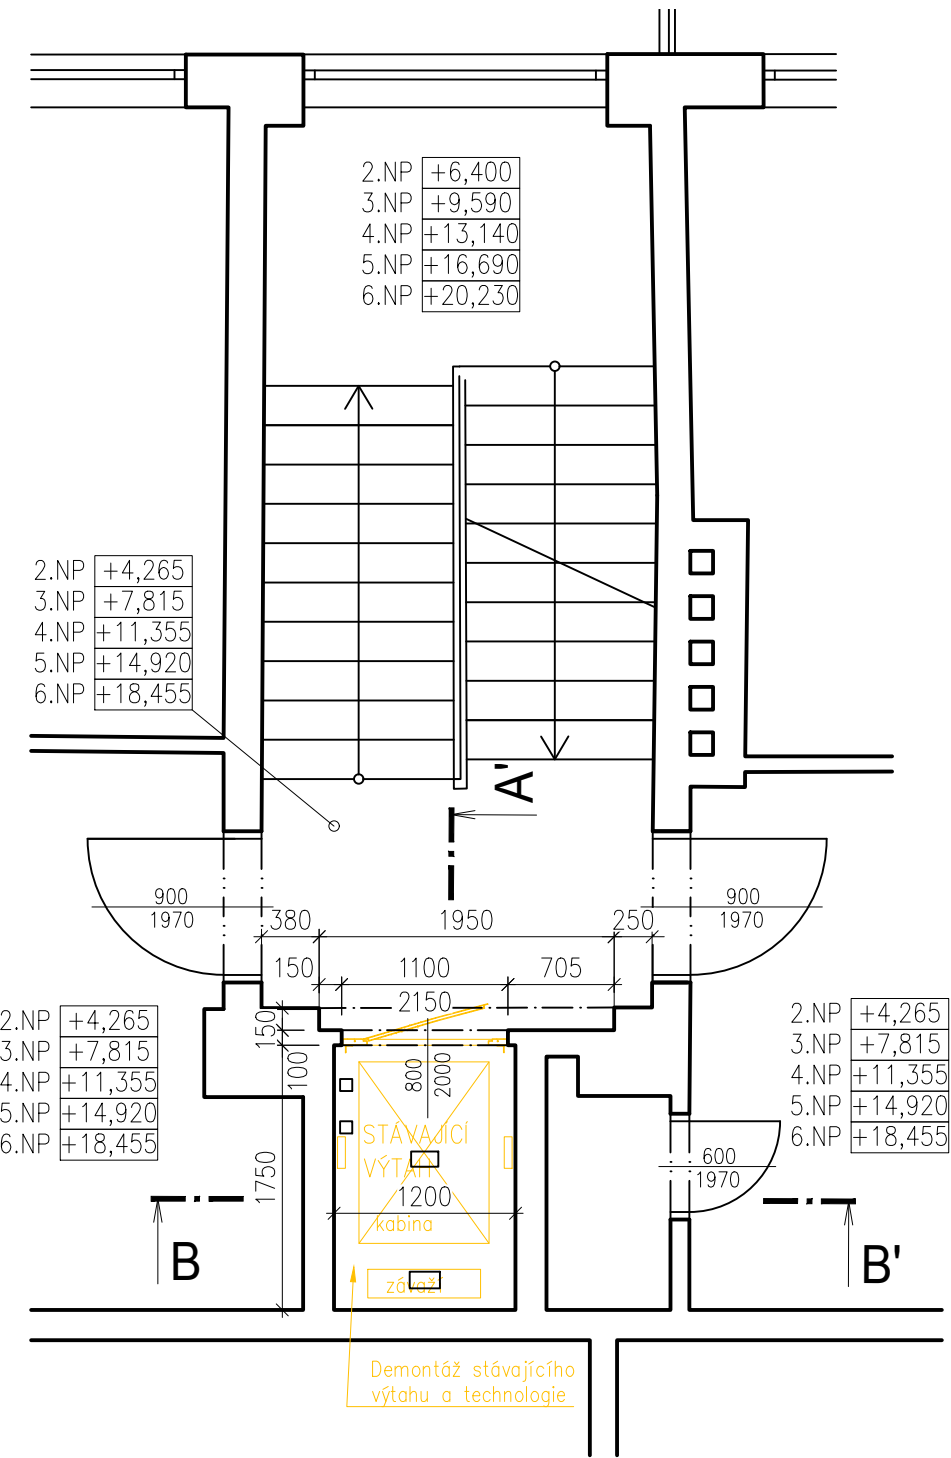 2.NP +6,400
3.NP +9,590
4.NP +13,140
5.NP +16,690
6.NP +20,230
2.NP +4,265
3.NP +7,815
4.NP +11,355
5.NP +14,920
6.NP +18,455
A'
900
1970
900
1970
380 1950 250
150 1100 705
2150
150
100
800
2000
1750
2.NP +4,265
3.NP +7,815
4.NP +11,355
5.NP +14,920
6.NP +18,455
2.NP +4,265
3.NP +7,815
4.NP +11,355
5.NP +14,920
6.NP +18,455
STÁVAJÍCÍ
VÝTAH
1200
kabina
600
1970
B
B'
závaží
Demontáž stávajícího
výtahu a technologie